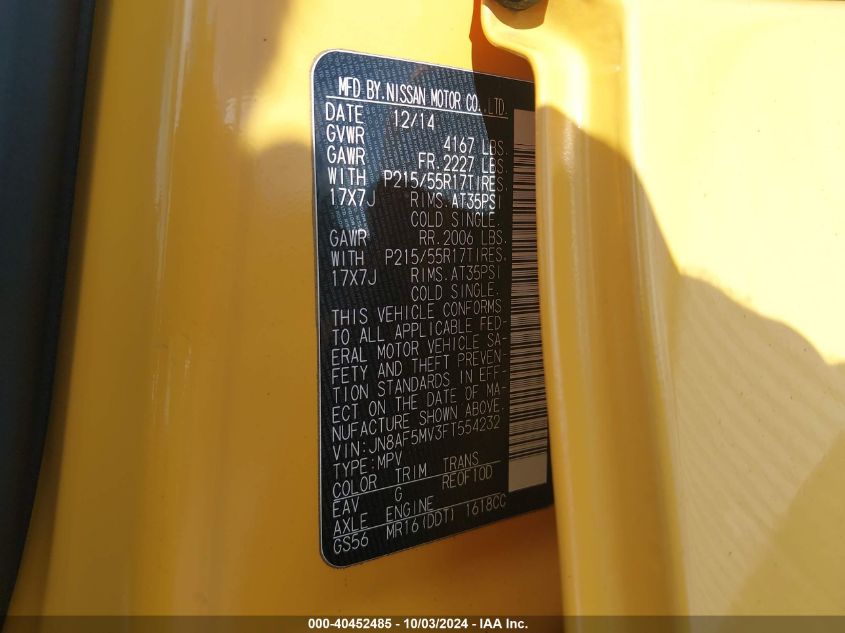 MFD BY.NISSAN MOTOR CO.,LTD.
DATE 12/14
GVWR 4167 LBS.
GAWR FR.2227 LBS.
WITH P215/55R17TIRES.
17X7J RIMS.AT35PSI
COLD SINGLE.
GAWR RR.2006 LBS.
WITH P215/55R17TIRES.
17X7J RIMS.AT35PSI
COLD SINGLE.
THIS VEHICLE CONFORMS
TO ALL APPLICABLE FED-
ERAL MOTOR VEHICLE SA-
FETY AND THEFT PREVEN-
TION STANDARDS IN EFF-
ECT ON THE DATE OF MA-
NUFACTURE SHOWN ABOVE.
VIN:JN8AF5MV3FT554232
TYPE:MPV
COLOR TRIM TRANS
EAV G RE0F10D
AXLE ENGINE
GS56 MR16(DDT) 1618CC
000-40452485 - 10/03/2024 - IAA Inc.